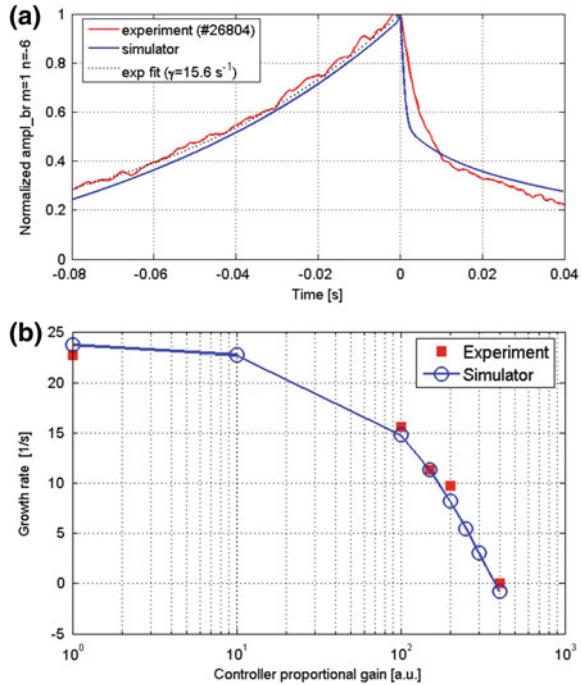 (a)
1
0.8
0.6
0.4
0.2
0
Normalized ampl_br m=1 n=-6
experiment (#26804)
simulator
exp fit (γ=15.6 s⁻¹)
-0.08 -0.06 -0.04 -0.02 0 0.02 0.04
Time [s]
(b)
25
20
15
10
5
0
-5
Growth rate [1/s]
Experiment
Simulator
10⁰ 10¹ 10² 10³
Controller proportional gain [a.u.]